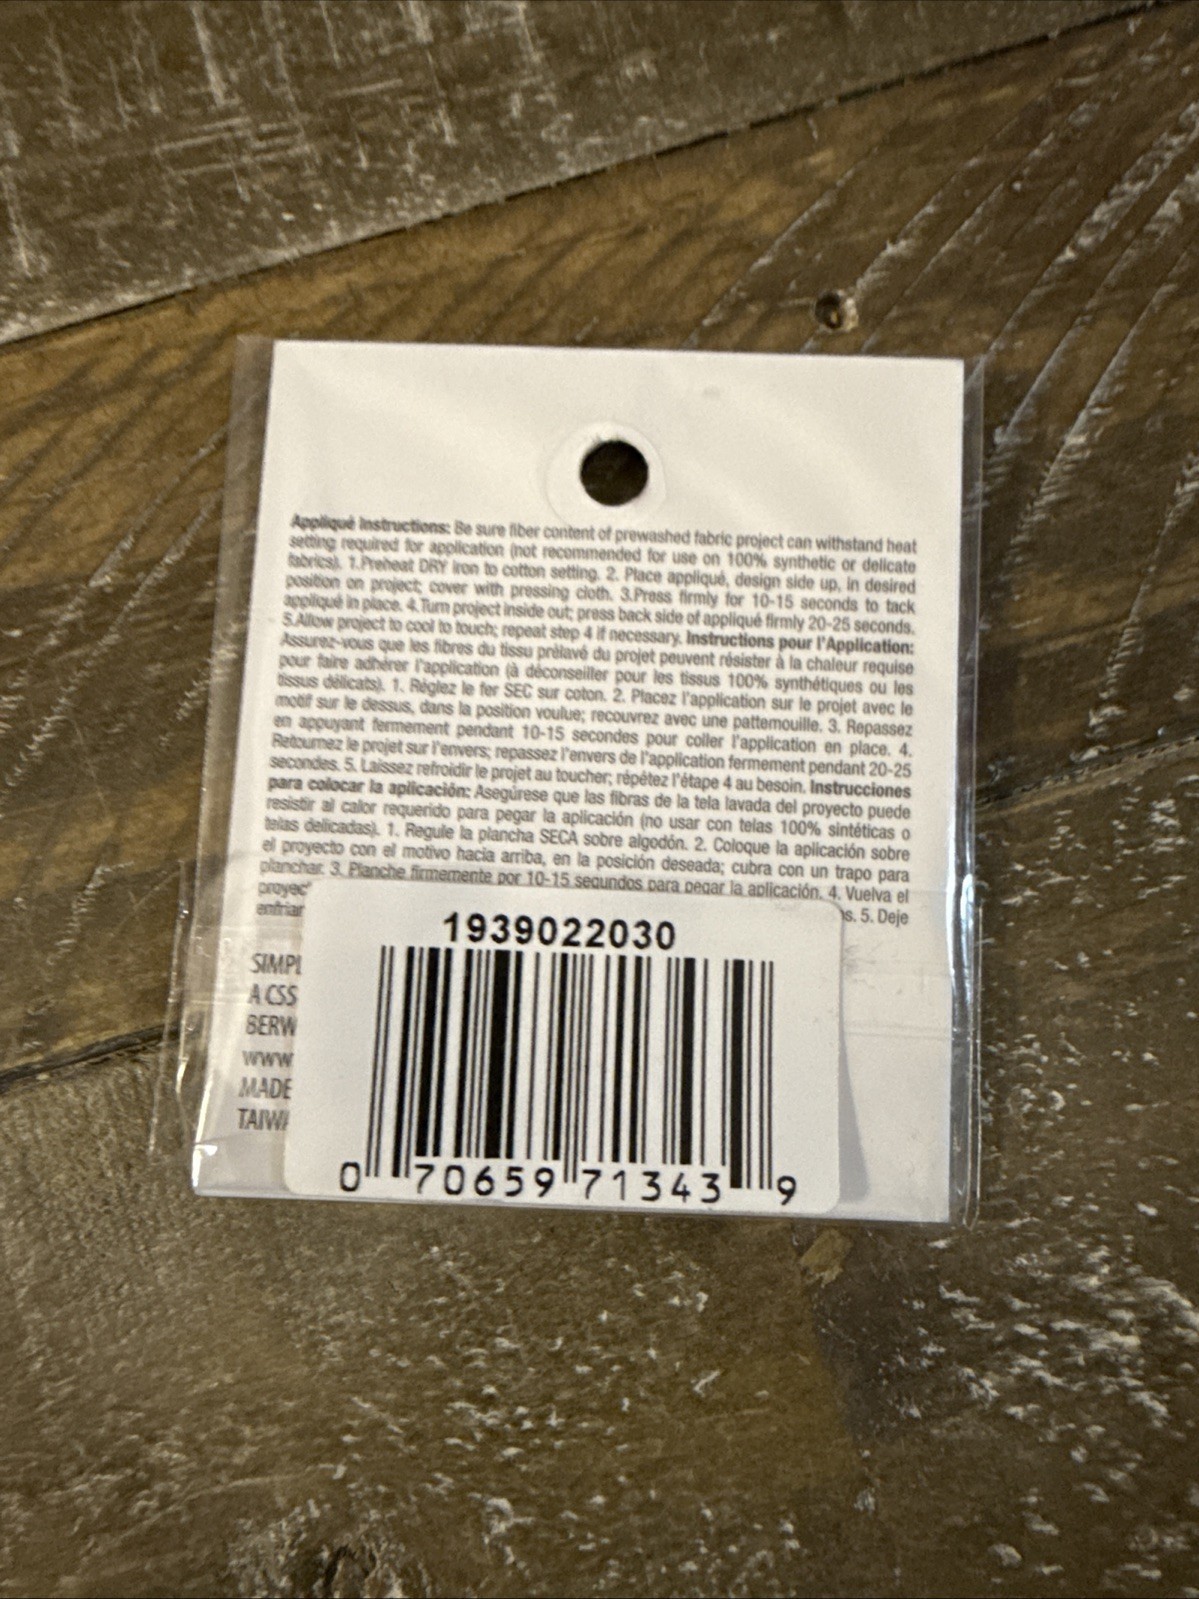 Appliqué Instructions: Be sure fiber content of prewashed fabric project can withstand heat
setting required for application (not recommended for use on 100% synthetic or delicate
fabrics). 1.Preheat DRY iron to cotton setting. 2. Place appliqué, design side up, in desired
position on project; cover with pressing cloth. 3.Press firmly for 10-15 seconds to tack
appliqué in place. 4.Turn project inside out; press back side of appliqué firmly 20-25 seconds.
5.Allow project to cool to touch; repeat step 4 if necessary. Instructions pour l'Application:
Assurez-vous que les fibres du tissu prélavé du projet peuvent résister à la chaleur requise
pour faire adhérer l'application (à déconseiller pour les tissus 100% synthétiques ou les
tissus délicats). 1. Réglez le fer SEC sur coton. 2. Placez l'application sur le projet avec le
motif sur le dessus, dans la position voulue; recouvrez avec une pattemouille. 3. Repassez
en appuyant fermement pendant 10-15 secondes pour coller l'application en place. 4.
Retournez le projet sur l'envers; repassez l'envers de l'application fermement pendant 20-25
secondes. 5. Laissez refroidir le projet au toucher; répétez l'étape 4 au besoin. Instrucciones
para colocar la aplicación: Asegúrese que las fibras de la tela lavada del proyecto puede
resistir al calor requerido para pegar la aplicación (no usar con telas 100% sintéticas o
telas delicadas). 1. Regule la plancha SECA sobre algodón. 2. Coloque la aplicación sobre
el proyecto con el motivo hacia arriba, en la posición deseada; cubra con un trapo para
planchar. 3. Planche firmemente por 10-15 segundos para pegar la aplicación. 4. Vuelva el
proyec
enfriar s. 5. Deje
SIMPL
A CSS
BERW
WWW
MADE
TAIWA
1939022030
0 70659 71343 9